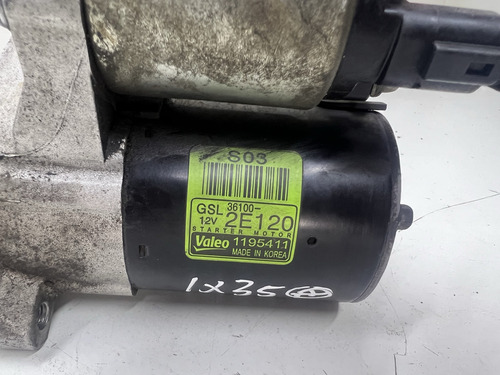 S03
GSL 36100-
12V 2E120
STARTER MOTOR
Valeo 1195411
MADE IN KOREA
IX35